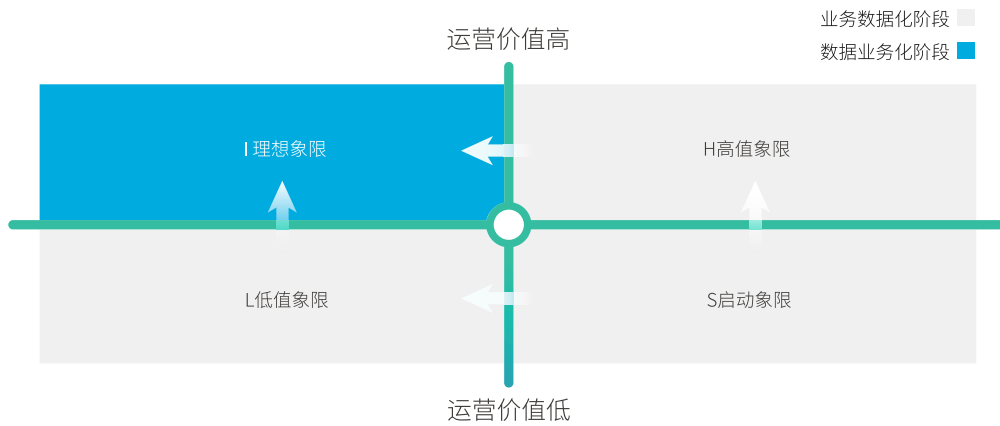 业务数据化阶段
运营价值高
数据业务化阶段
I 理想象限
H高值象限
L低值象限
S启动象限
运营价值低